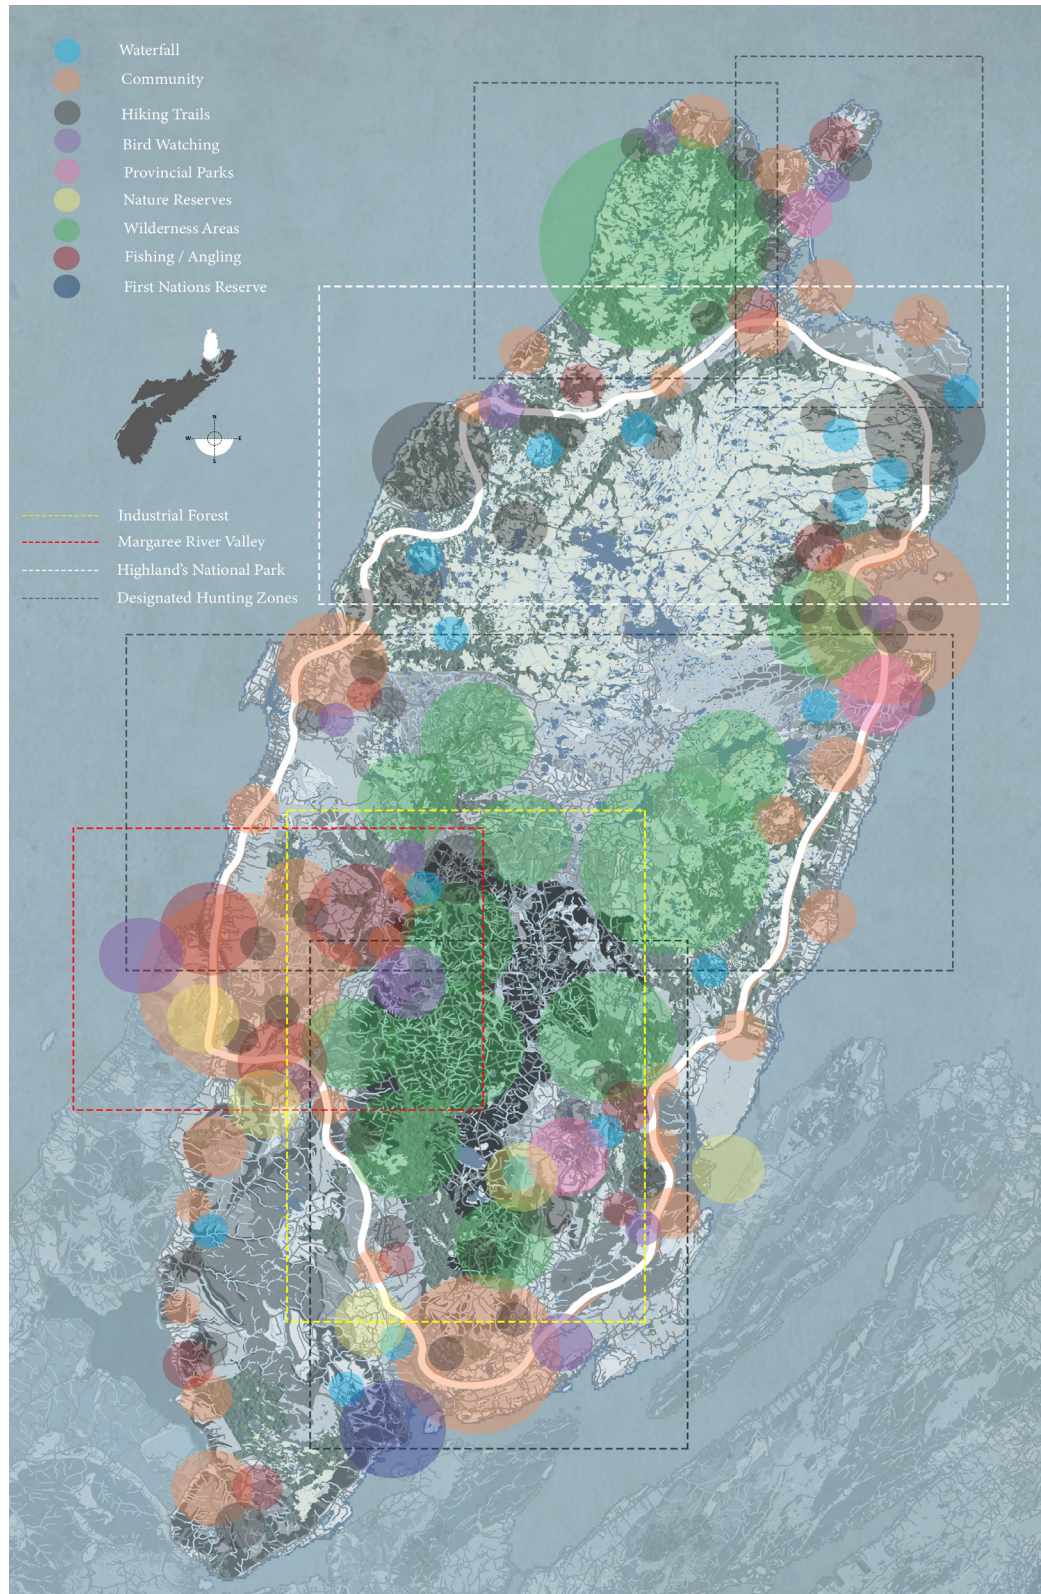 Waterfall
Community
Hiking Trails
Bird Watching
Provincial Parks
Nature Reserves
Wilderness Areas
Fishing / Angling
First Nations Reserve
N
W
E
S
Industrial Forest
Margaree River Valley
Highland's National Park
Designated Hunting Zones